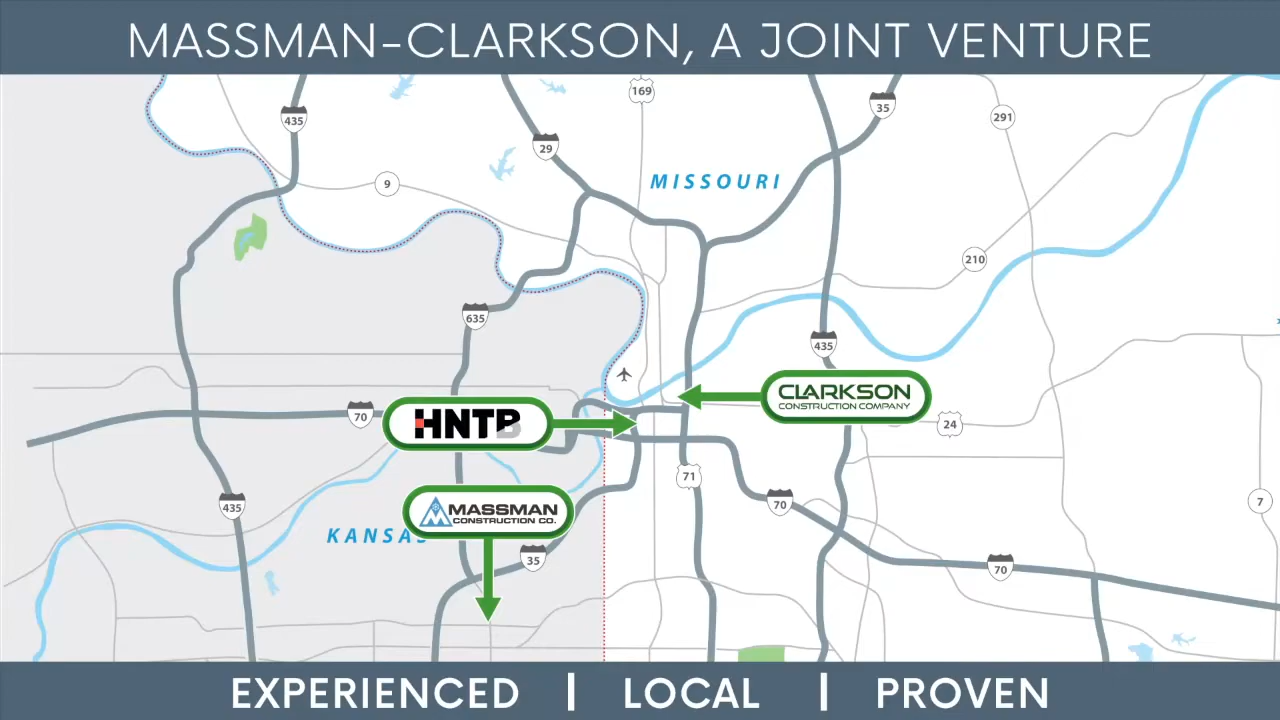 MASSMAN-CLARKSON, A JOINT VENTURE
169
35
435
291
29
MISSOURI
9
210
635
435
CLARKSON
CONSTRUCTION COMPANY
70
HNTB
24
71
70
7
435
MASSMAN
CONSTRUCTION CO.
KANSAS
35
70
EXPERIENCED | LOCAL | PROVEN